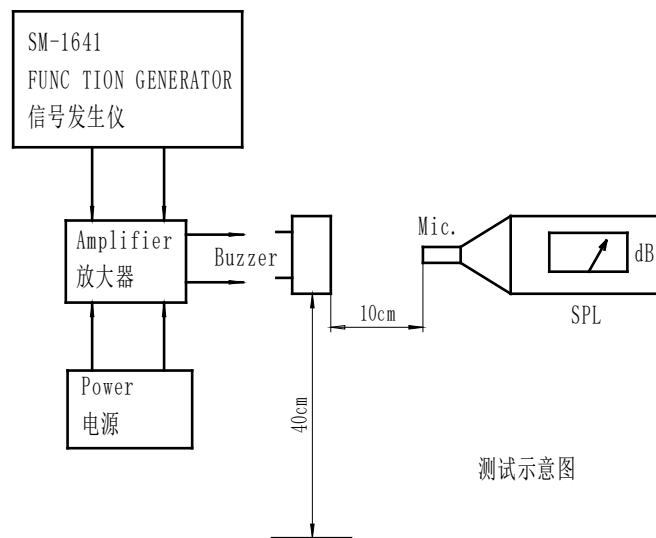 SM-1641
FUNC TION GENERATOR
信号发生仪
Amplifier
放大器
Buzzer
Mic.
dB
SPL
10cm
40cm
Power
电源
测试示意图